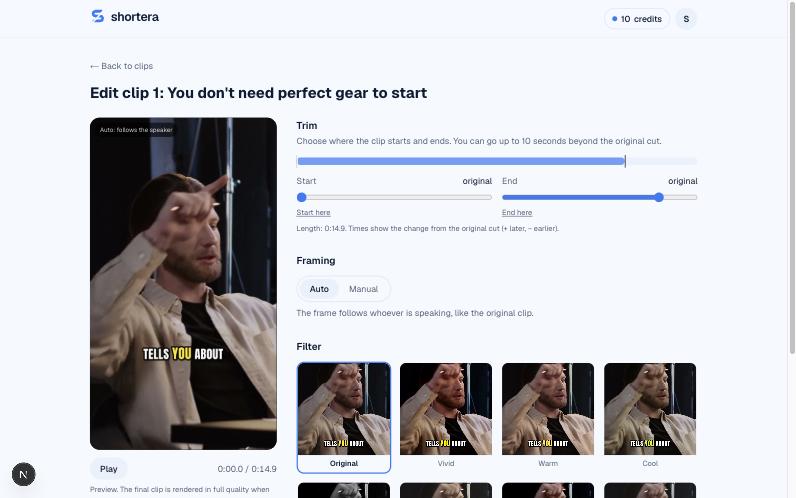 shortera
10 credits
S
← Back to clips
Edit clip 1: You don't need perfect gear to start
Auto: follows the speaker
TELLS YOU ABOUT
Play
0:00.0 / 0:14.9
Preview. The final clip is rendered in full quality when
Trim
Choose where the clip starts and ends. You can go up to 10 seconds beyond the original cut.
Start
original
End
original
Start here
End here
Length: 0:14.9. Times show the change from the original cut (+ later, − earlier).
Framing
Auto
Manual
The frame follows whoever is speaking, like the original clip.
Filter
TELLS YOU ABOUT
TELLS YOU ABOUT
TELLS YOU ABOUT
TELLS YOU ABOUT
Original
Vivid
Warm
Cool
N